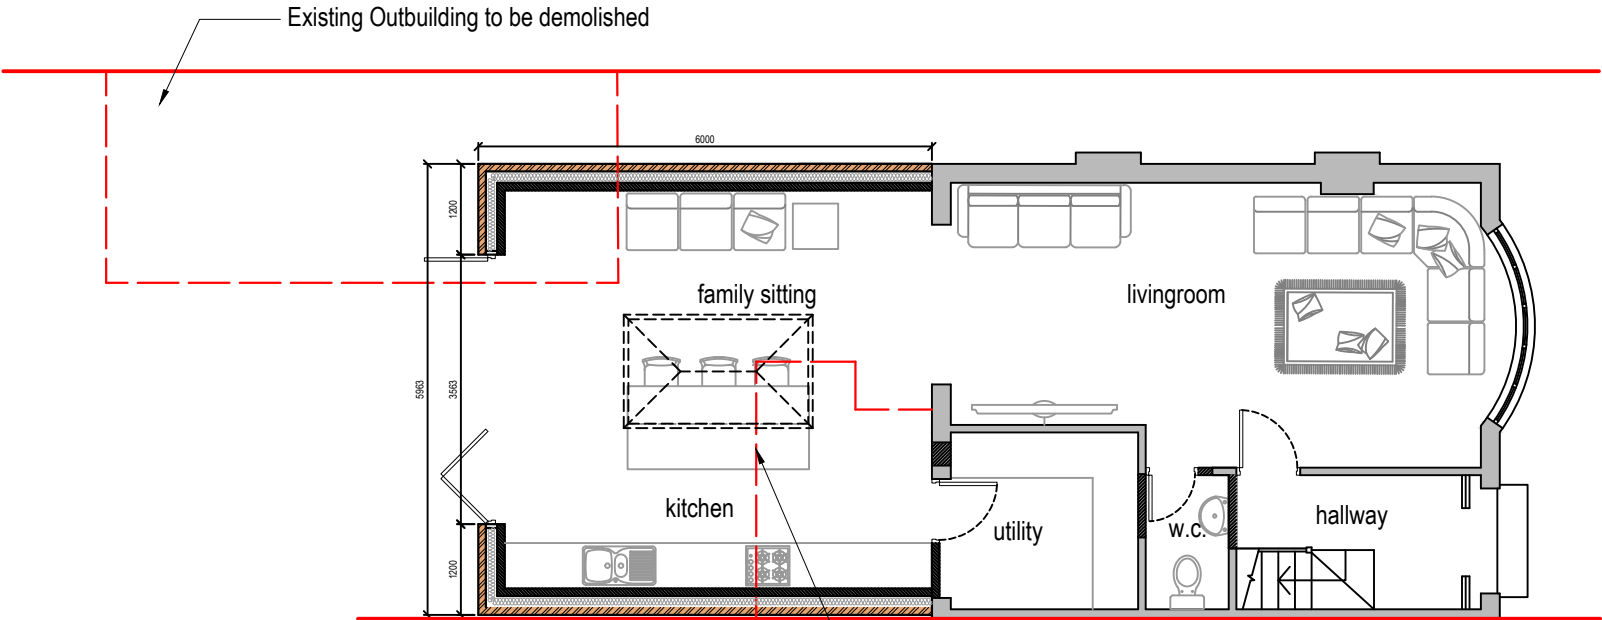 Existing Outbuilding to be demolished
6000
1200
family sitting
livingroom
5963
3563
kitchen
utility
w.c.
hallway
1200